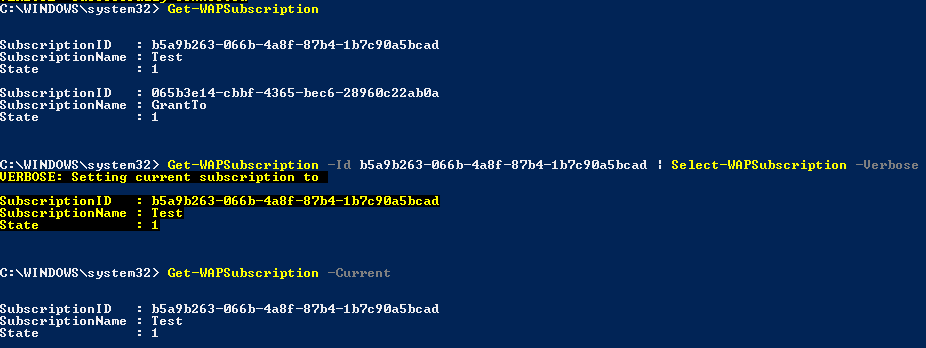 C:\WINDOWS\system32> Get-WAPSubscription
SubscriptionID   : b5a9b263-066b-4a8f-87b4-1b7c90a5bcad
SubscriptionName : Test
State            : 1
SubscriptionID   : 065b3e14-cbbf-4365-bec6-28960c22ab0a
SubscriptionName : GrantTo
State            : 1
C:\WINDOWS\system32> Get-WAPSubscription -Id b5a9b263-066b-4a8f-87b4-1b7c90a5bcad | Select-WAPSubscription -Verbose
VERBOSE: Setting current subscription to
SubscriptionID   : b5a9b263-066b-4a8f-87b4-1b7c90a5bcad
SubscriptionName : Test
State            : 1
C:\WINDOWS\system32> Get-WAPSubscription -Current
SubscriptionID   : b5a9b263-066b-4a8f-87b4-1b7c90a5bcad
SubscriptionName : Test
State            : 1